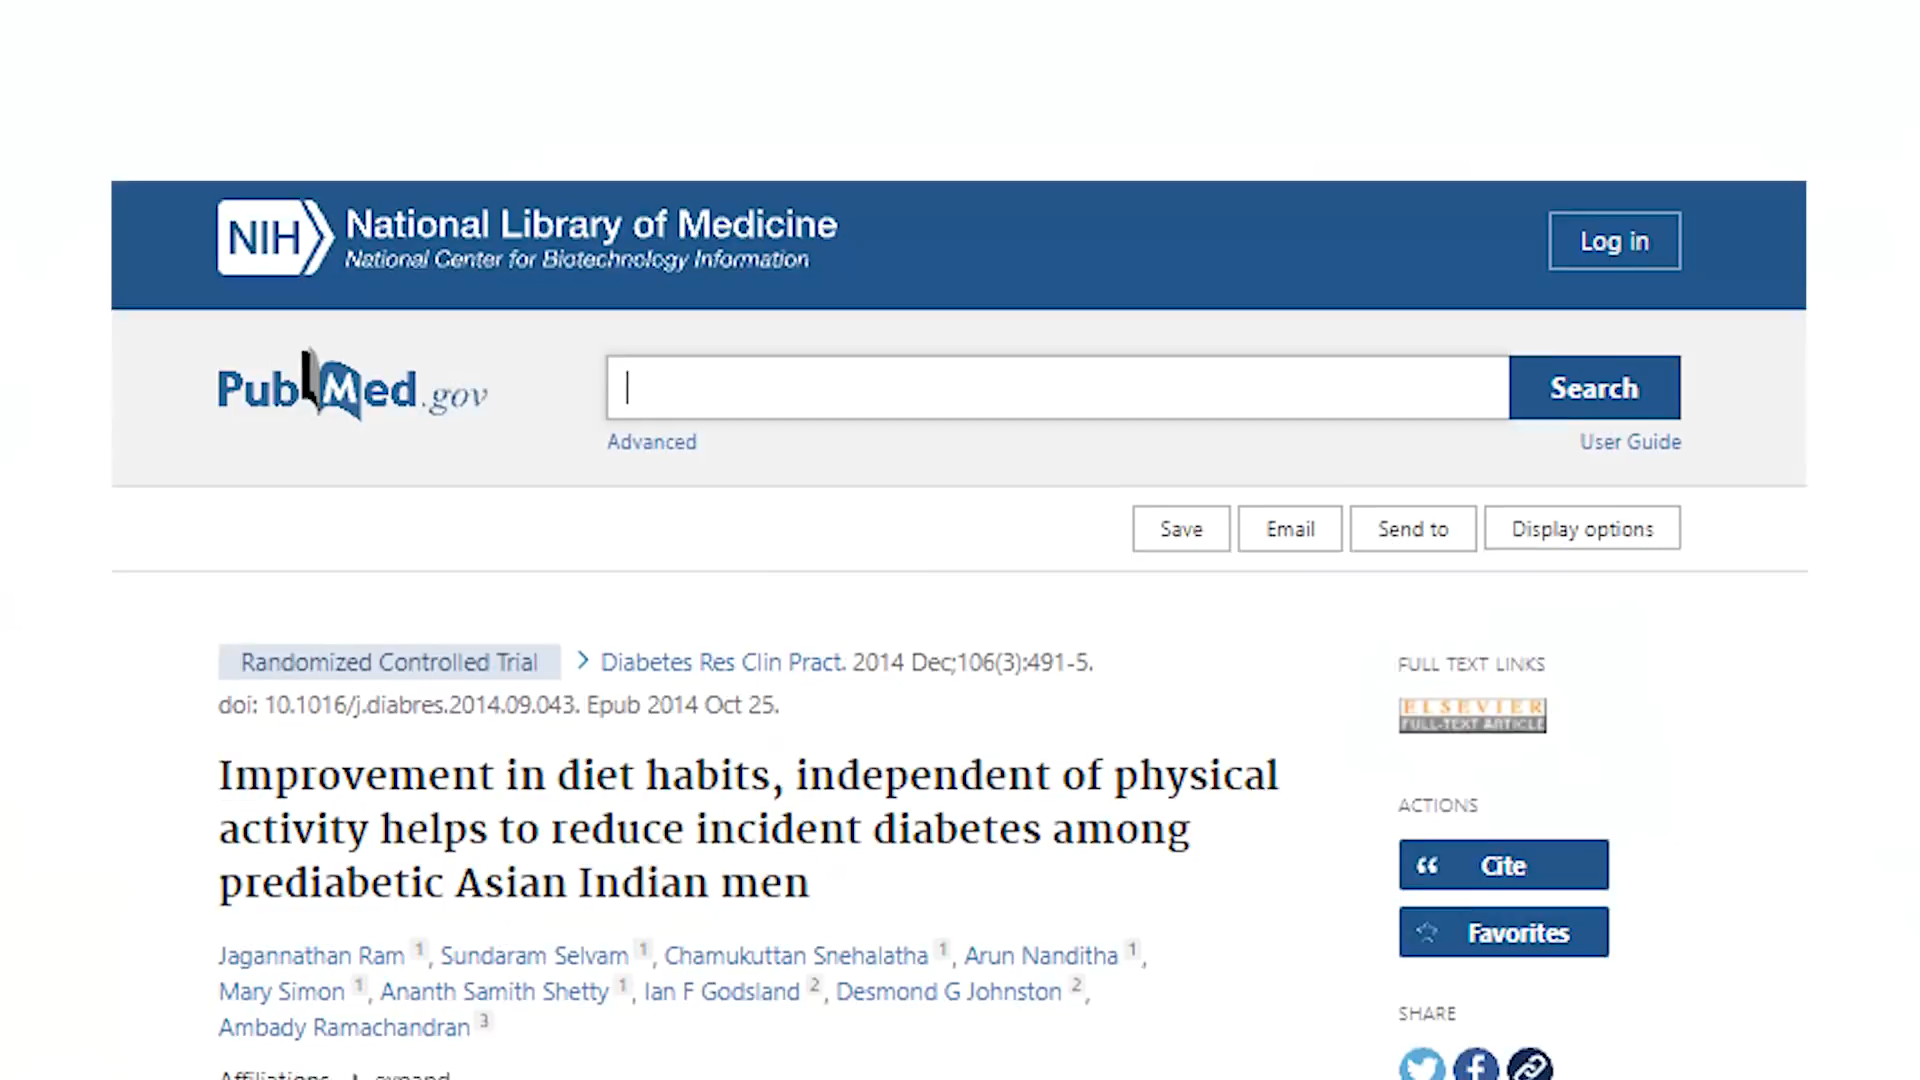 NIH National Library of Medicine
National Center for Biotechnology Information
Log in
PubMed.gov
Search
Advanced
User Guide
Save
Email
Send to
Display options
Randomized Controlled Trial > Diabetes Res Clin Pract. 2014 Dec;106(3):491-5.
doi: 10.1016/j.diabres.2014.09.043. Epub 2014 Oct 25.
Improvement in diet habits, independent of physical
activity helps to reduce incident diabetes among
prediabetic Asian Indian men
Jagannathan Ram 1, Sundaram Selvam 1, Chamukuttan Snehalatha 1, Arun Nanditha 1,
Mary Simon 1, Ananth Samith Shetty 1, Ian F Godsland 2, Desmond G Johnston 2,
Ambady Ramachandran 3
Affiliations + expand
FULL TEXT LINKS
ELSEVIER
FULL-TEXT ARTICLE
ACTIONS
Cite
Favorites
SHARE